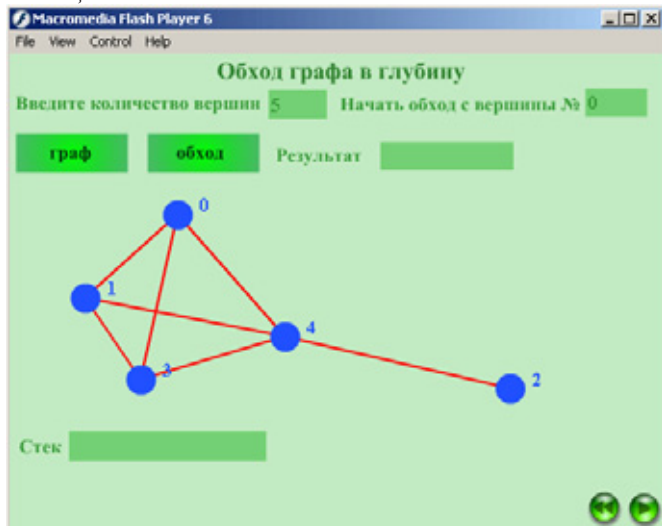 Macromedia Flash Player 6
File View Control Help
Обход графа в глубину
Введите количество вершин 5 Начать обход с вершины № 0
граф обход Результат
0
1
4
3
2
Стек